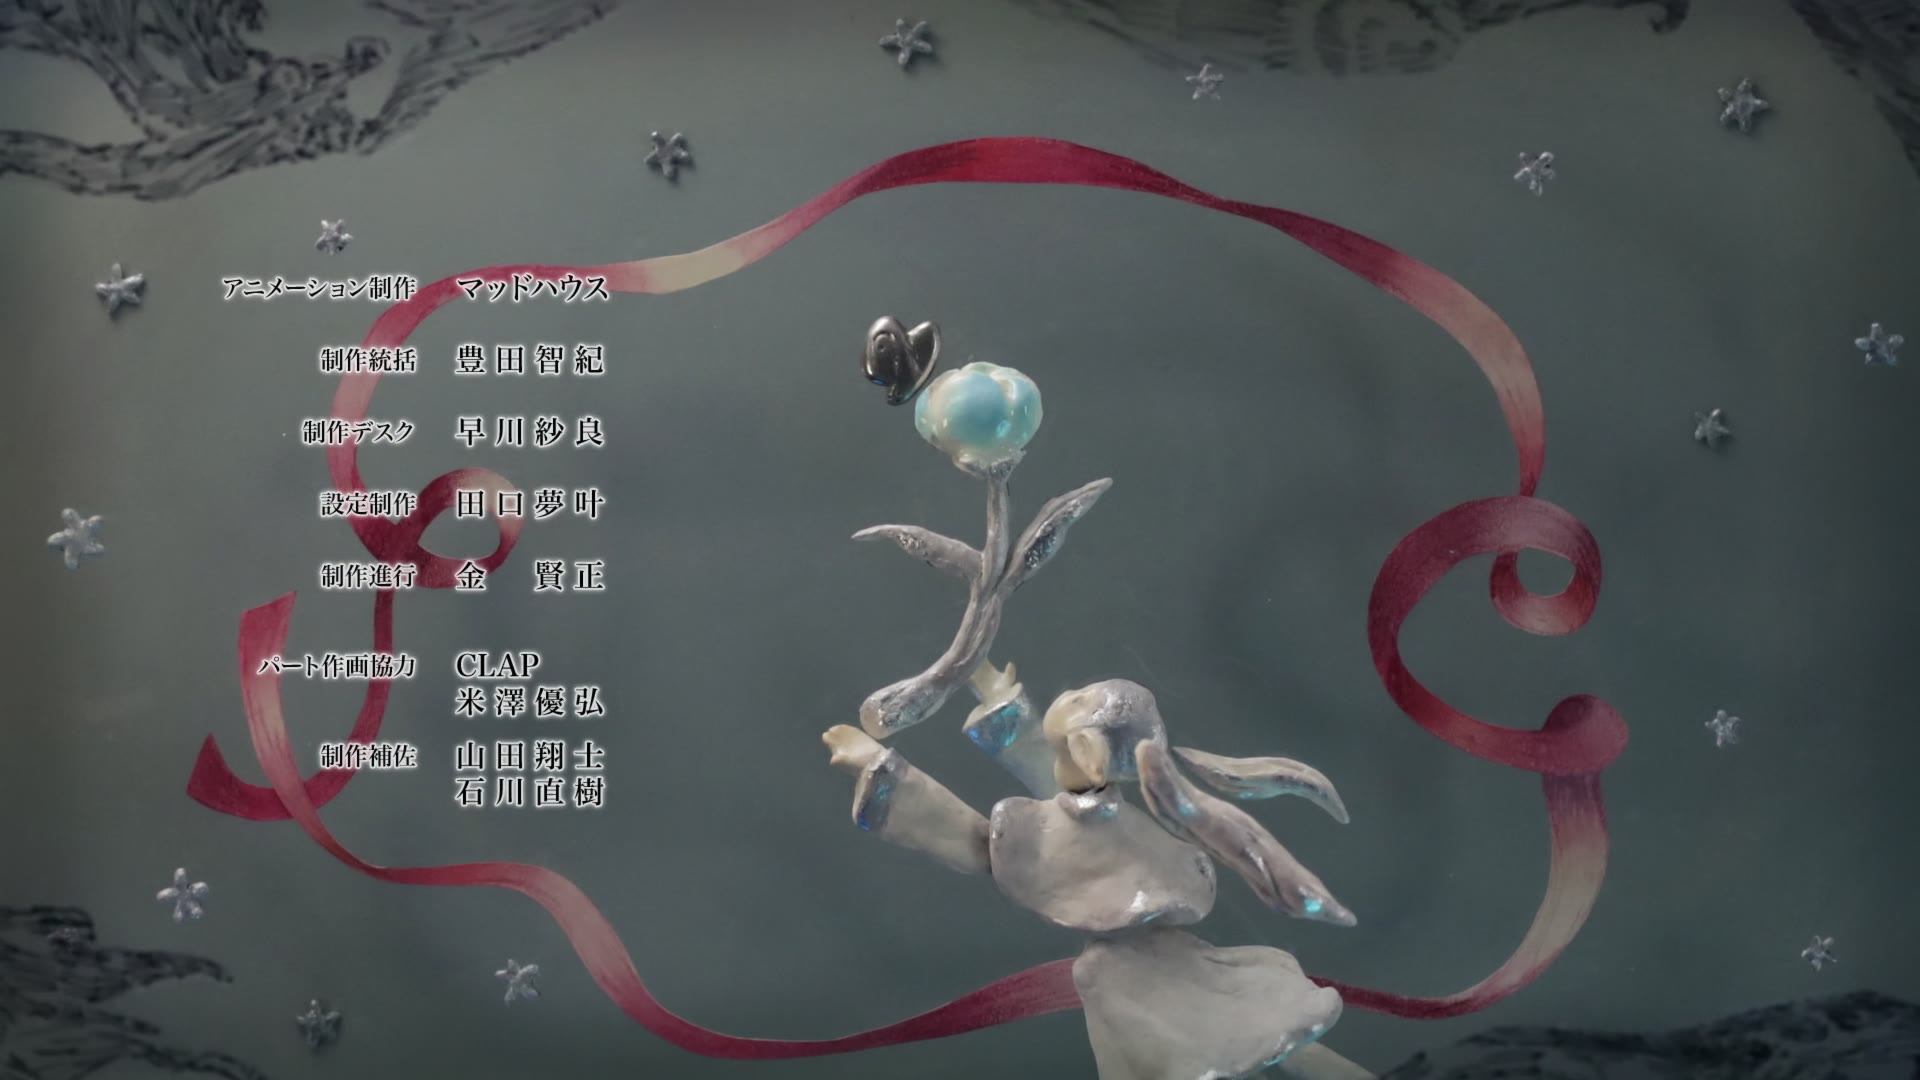 アニメーション制作 マッドハウス
制作統括 豊田智紀
制作デスク 早川紗良
設定制作 田口夢叶
制作進行 金 賢正
パート作画協力 CLAP
米澤優弘
制作補佐 山田翔士
石川直樹